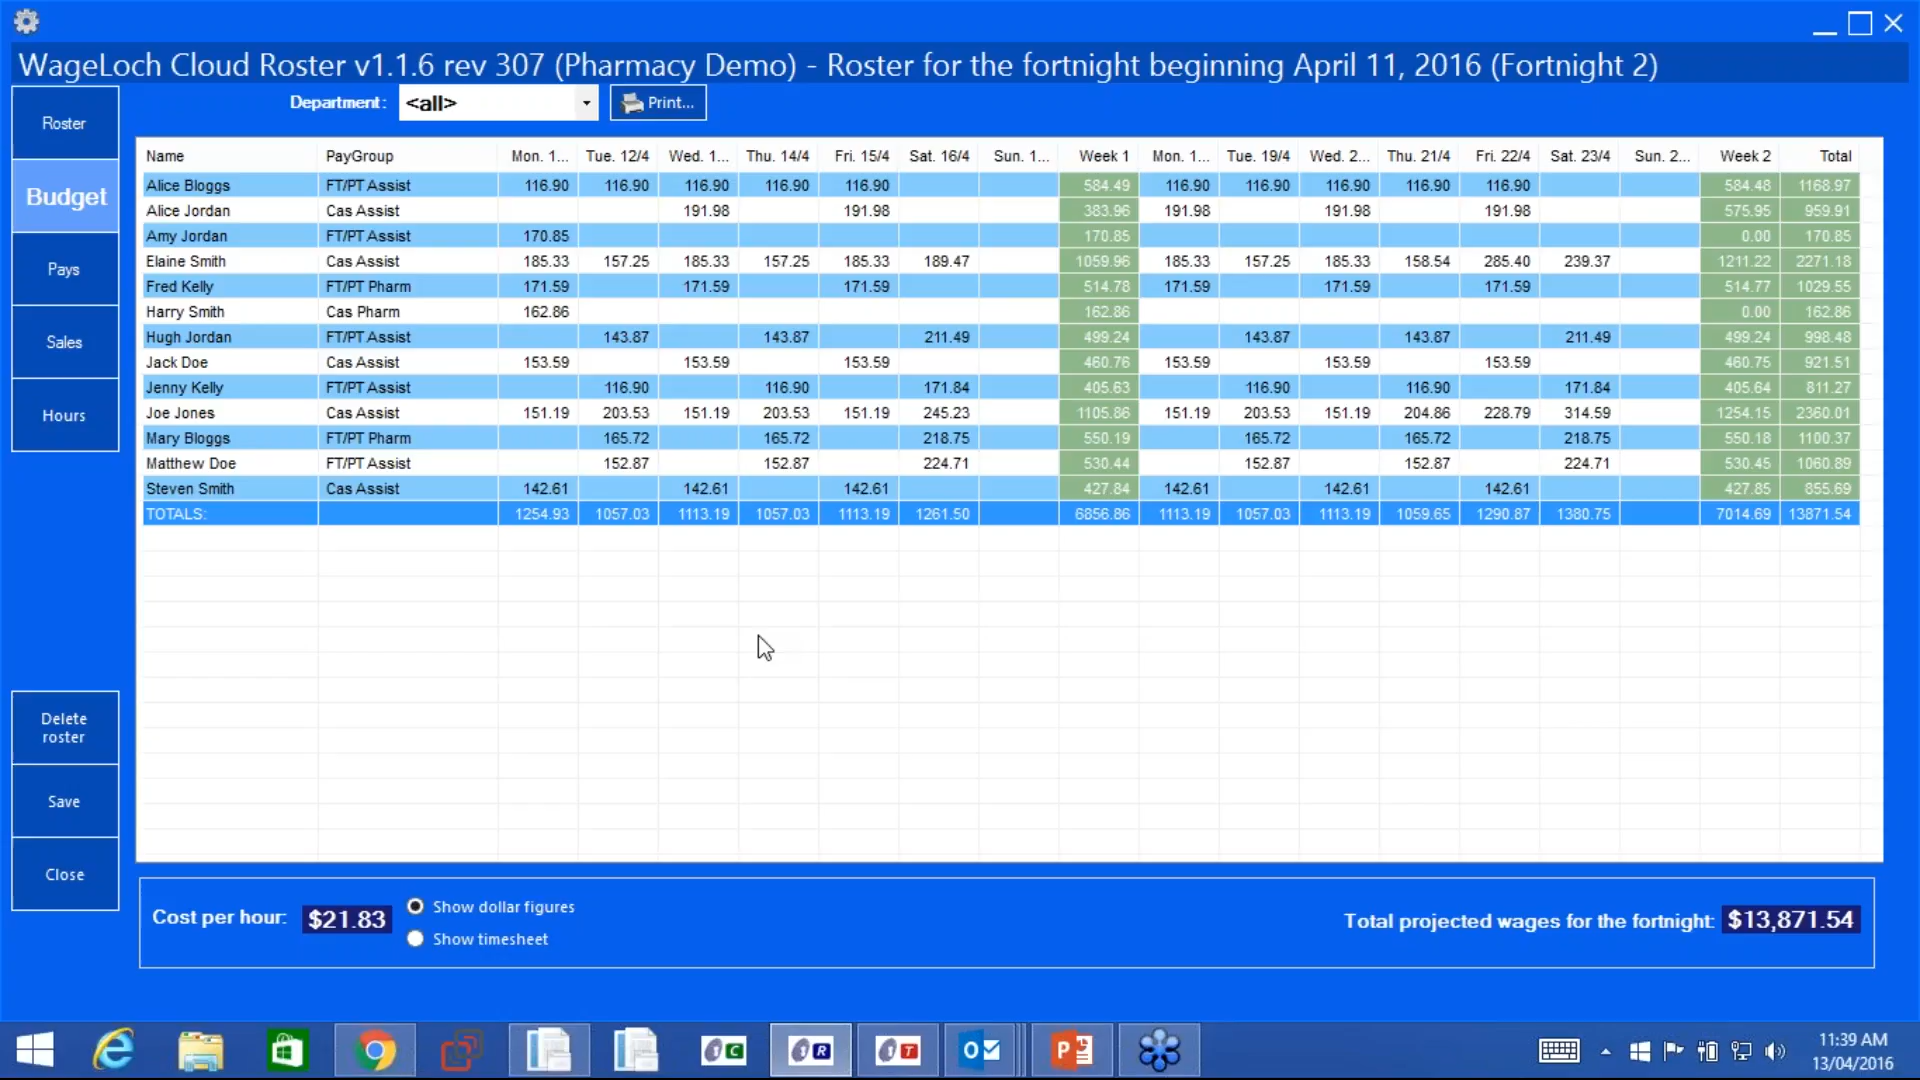 WageLoch Cloud Roster v1.1.6 rev 307 (Pharmacy Demo) - Roster for the fortnight beginning April 11, 2016 (Fortnight 2)
Department: <all> Print...
Roster
Budget
Pays
Sales
Hours
Delete roster
Save
Close
Name PayGroup Mon. 1... Tue. 12/4 Wed. 1... Thu. 14/4 Fri. 15/4 Sat. 16/4 Sun. 1... Week 1 Mon. 1... Tue. 19/4 Wed. 2... Thu. 21/4 Fri. 22/4 Sat. 23/4 Sun. 2... Week 2 Total
Alice Bloggs FT/PT Assist 116.90 116.90 116.90 116.90 116.90 584.49 116.90 116.90 116.90 116.90 116.90 584.48 1168.97
Alice Jordan Cas Assist 191.98 191.98 383.96 191.98 191.98 191.98 575.95 959.91
Amy Jordan FT/PT Assist 170.85 170.85 0.00 170.85
Elaine Smith Cas Assist 185.33 157.25 185.33 157.25 185.33 189.47 1059.96 185.33 157.25 185.33 158.54 285.40 239.37 1211.22 2271.18
Fred Kelly FT/PT Pharm 171.59 171.59 171.59 514.78 171.59 171.59 171.59 514.77 1029.55
Harry Smith Cas Pharm 162.86 162.86 0.00 162.86
Hugh Jordan FT/PT Assist 143.87 143.87 211.49 499.24 143.87 143.87 211.49 499.24 998.48
Jack Doe Cas Assist 153.59 153.59 153.59 460.76 153.59 153.59 153.59 460.75 921.51
Jenny Kelly FT/PT Assist 116.90 116.90 171.84 405.63 116.90 116.90 171.84 405.64 811.27
Joe Jones Cas Assist 151.19 203.53 151.19 203.53 151.19 245.23 1105.86 151.19 203.53 151.19 204.86 228.79 314.59 1254.15 2360.01
Mary Bloggs FT/PT Pharm 165.72 165.72 218.75 550.19 165.72 165.72 218.75 550.18 1100.37
Matthew Doe FT/PT Assist 152.87 152.87 224.71 530.44 152.87 152.87 224.71 530.45 1060.89
Steven Smith Cas Assist 142.61 142.61 142.61 427.84 142.61 142.61 142.61 427.85 855.69
TOTALS: 1254.93 1057.03 1113.19 1057.03 1113.19 1261.50 6856.86 1113.19 1057.03 1113.19 1059.65 1290.87 1380.75 7014.69 13871.54
Cost per hour: $21.83
Show dollar figures
Show timesheet
Total projected wages for the fortnight: $13,871.54
11:39 AM
13/04/2016